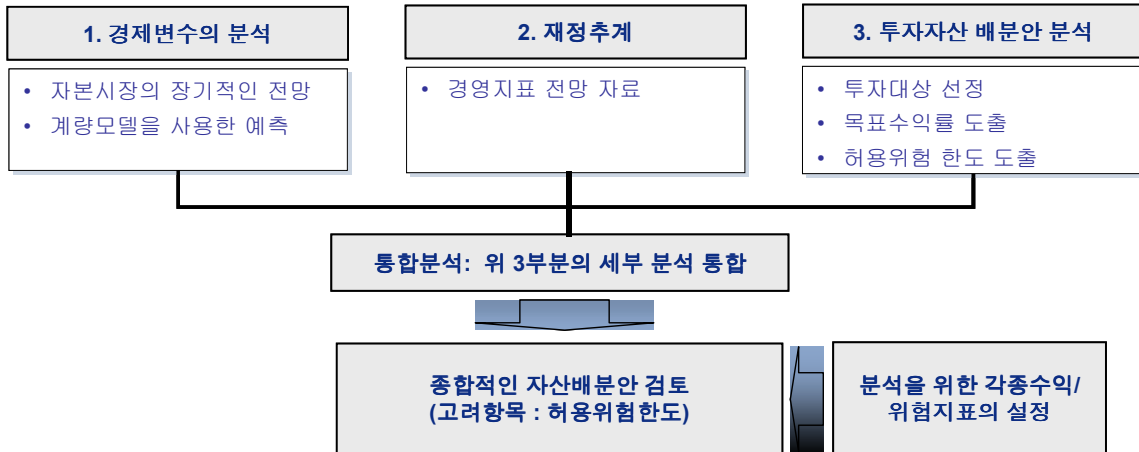 1. 경제변수의 분석
• 자본시장의 장기적인 전망
• 계량모델을 사용한 예측
2. 재정추계
• 경영지표 전망 자료
3. 투자자산 배분안 분석
• 투자대상 선정
• 목표수익률 도출
• 허용위험 한도 도출
통합분석: 위 3부분의 세부 분석 통합
종합적인 자산배분안 검토
(고려항목 : 허용위험한도)
분석을 위한 각종수익/
위험지표의 설정